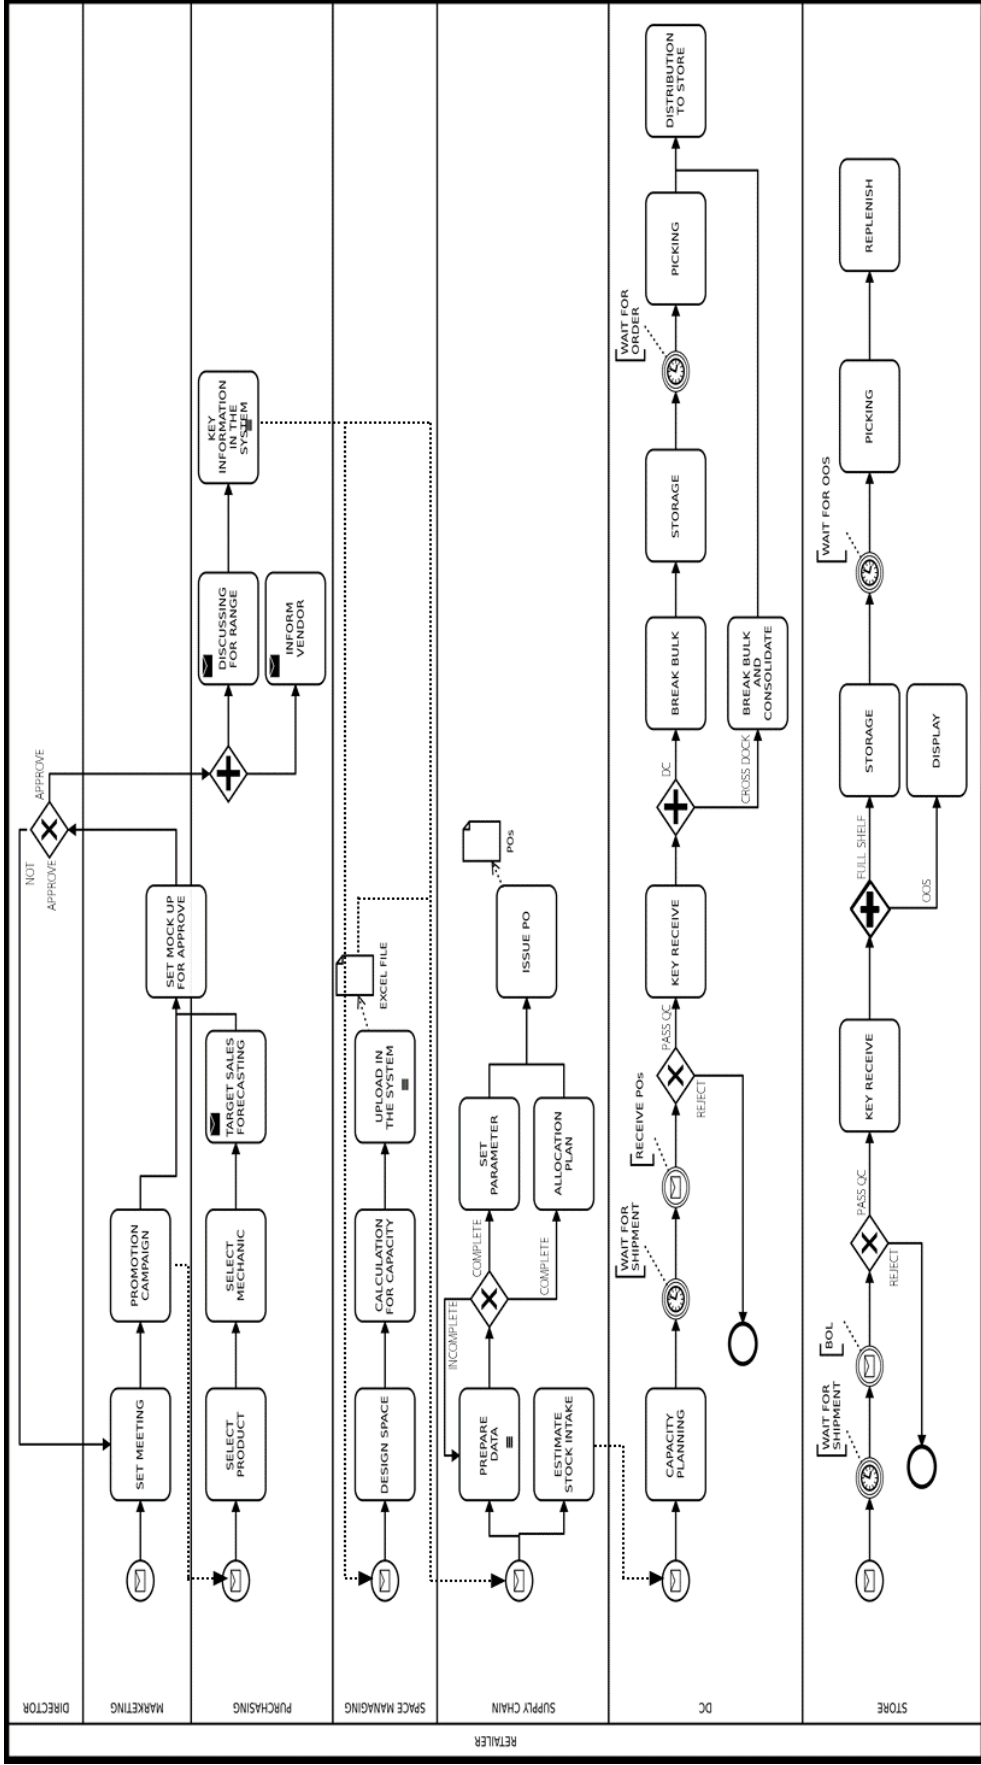 RETAILER
DIRECTOR
NOT
APPROVE
APPROVE
MARKETING
SET MEETING
PROMOTION
CAMPAIGN
SET MOCK UP
FOR APPROVE
PURCHASING
SELECT
PRODUCT
SELECT
MECHANIC
TARGET SALES
FORECASTING
DISCUSSING
FOR RANGE
INFORM
VENDOR
KEY
INFORMATION
IN THE
SYSTEM
SPACE MANAGING
DESIGN SPACE
CALCULATION
FOR CAPACITY
UPLOAD IN
THE SYSTEM
EXCEL FILE
SUPPLY CHAIN
PREPARE
DATA
ESTIMATE
STOCK INTAKE
INCOMPLETE
COMPLETE
COMPLETE
SET
PARAMETER
ALLOCATION
PLAN
ISSUE PO
POs
DC
CAPACITY
PLANNING
WAIT FOR
SHIPMENT
RECEIVE POs
PASS QC
REJECT
KEY RECEIVE
DC
CROSS DOCK
BREAK BULK
BREAK BULK
AND
CONSOLIDATE
STORAGE
WAIT FOR
ORDER
PICKING
DISTRIBUTION
TO STORE
STORE
WAIT FOR
SHIPMENT
BOL
PASS QC
REJECT
KEY RECEIVE
FULL SHELF
OOS
STORAGE
DISPLAY
WAIT FOR OOS
PICKING
REPLENISH